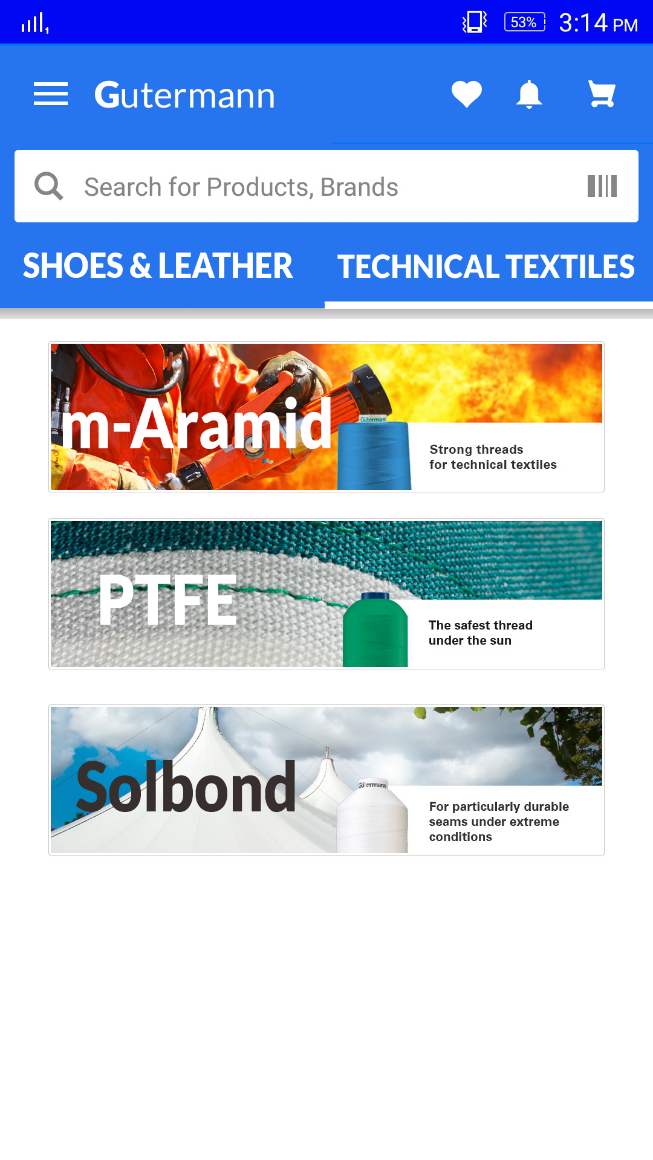 53%
3:14 PM
Gutermann
Search for Products, Brands
SHOES & LEATHER
TECHNICAL TEXTILES
m-Aramid
Gütermann
Strong threads
for technical textiles
PTFE
The safest thread
under the sun
Solbond
Gütermann
For particularly durable
seams under extreme
conditions